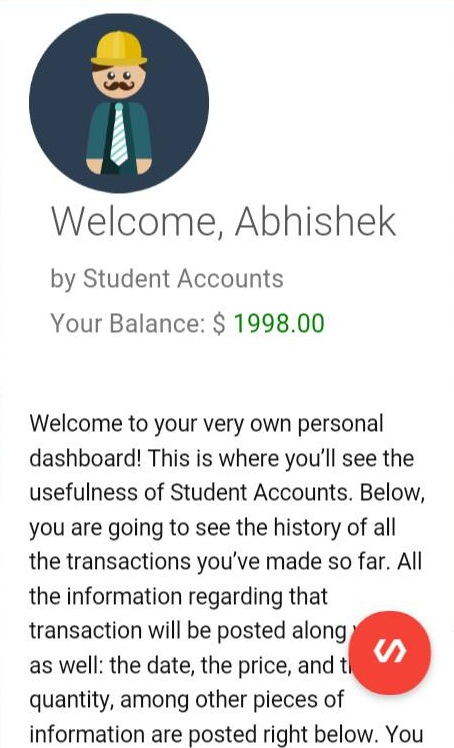 Welcome, Abhishek
by Student Accounts
Your Balance: $ 1998.00
Welcome to your very own personal
dashboard! This is where you’ll see the
usefulness of Student Accounts. Below,
you are going to see the history of all
the transactions you’ve made so far. All
the information regarding that
transaction will be posted along
as well: the date, the price, and
quantity, among other pieces of
information are posted right below. You